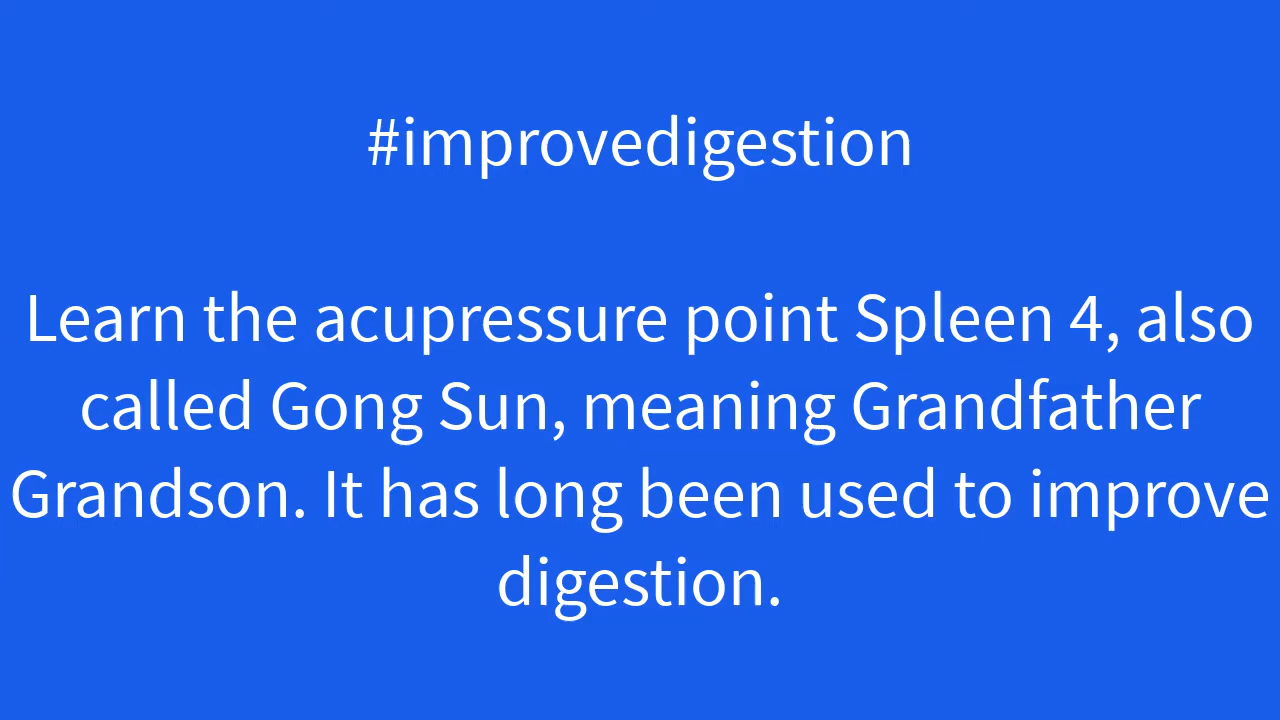 #improvedigestion
Learn the acupressure point Spleen 4, also
called Gong Sun, meaning Grandfather
Grandson. It has long been used to improve
digestion.